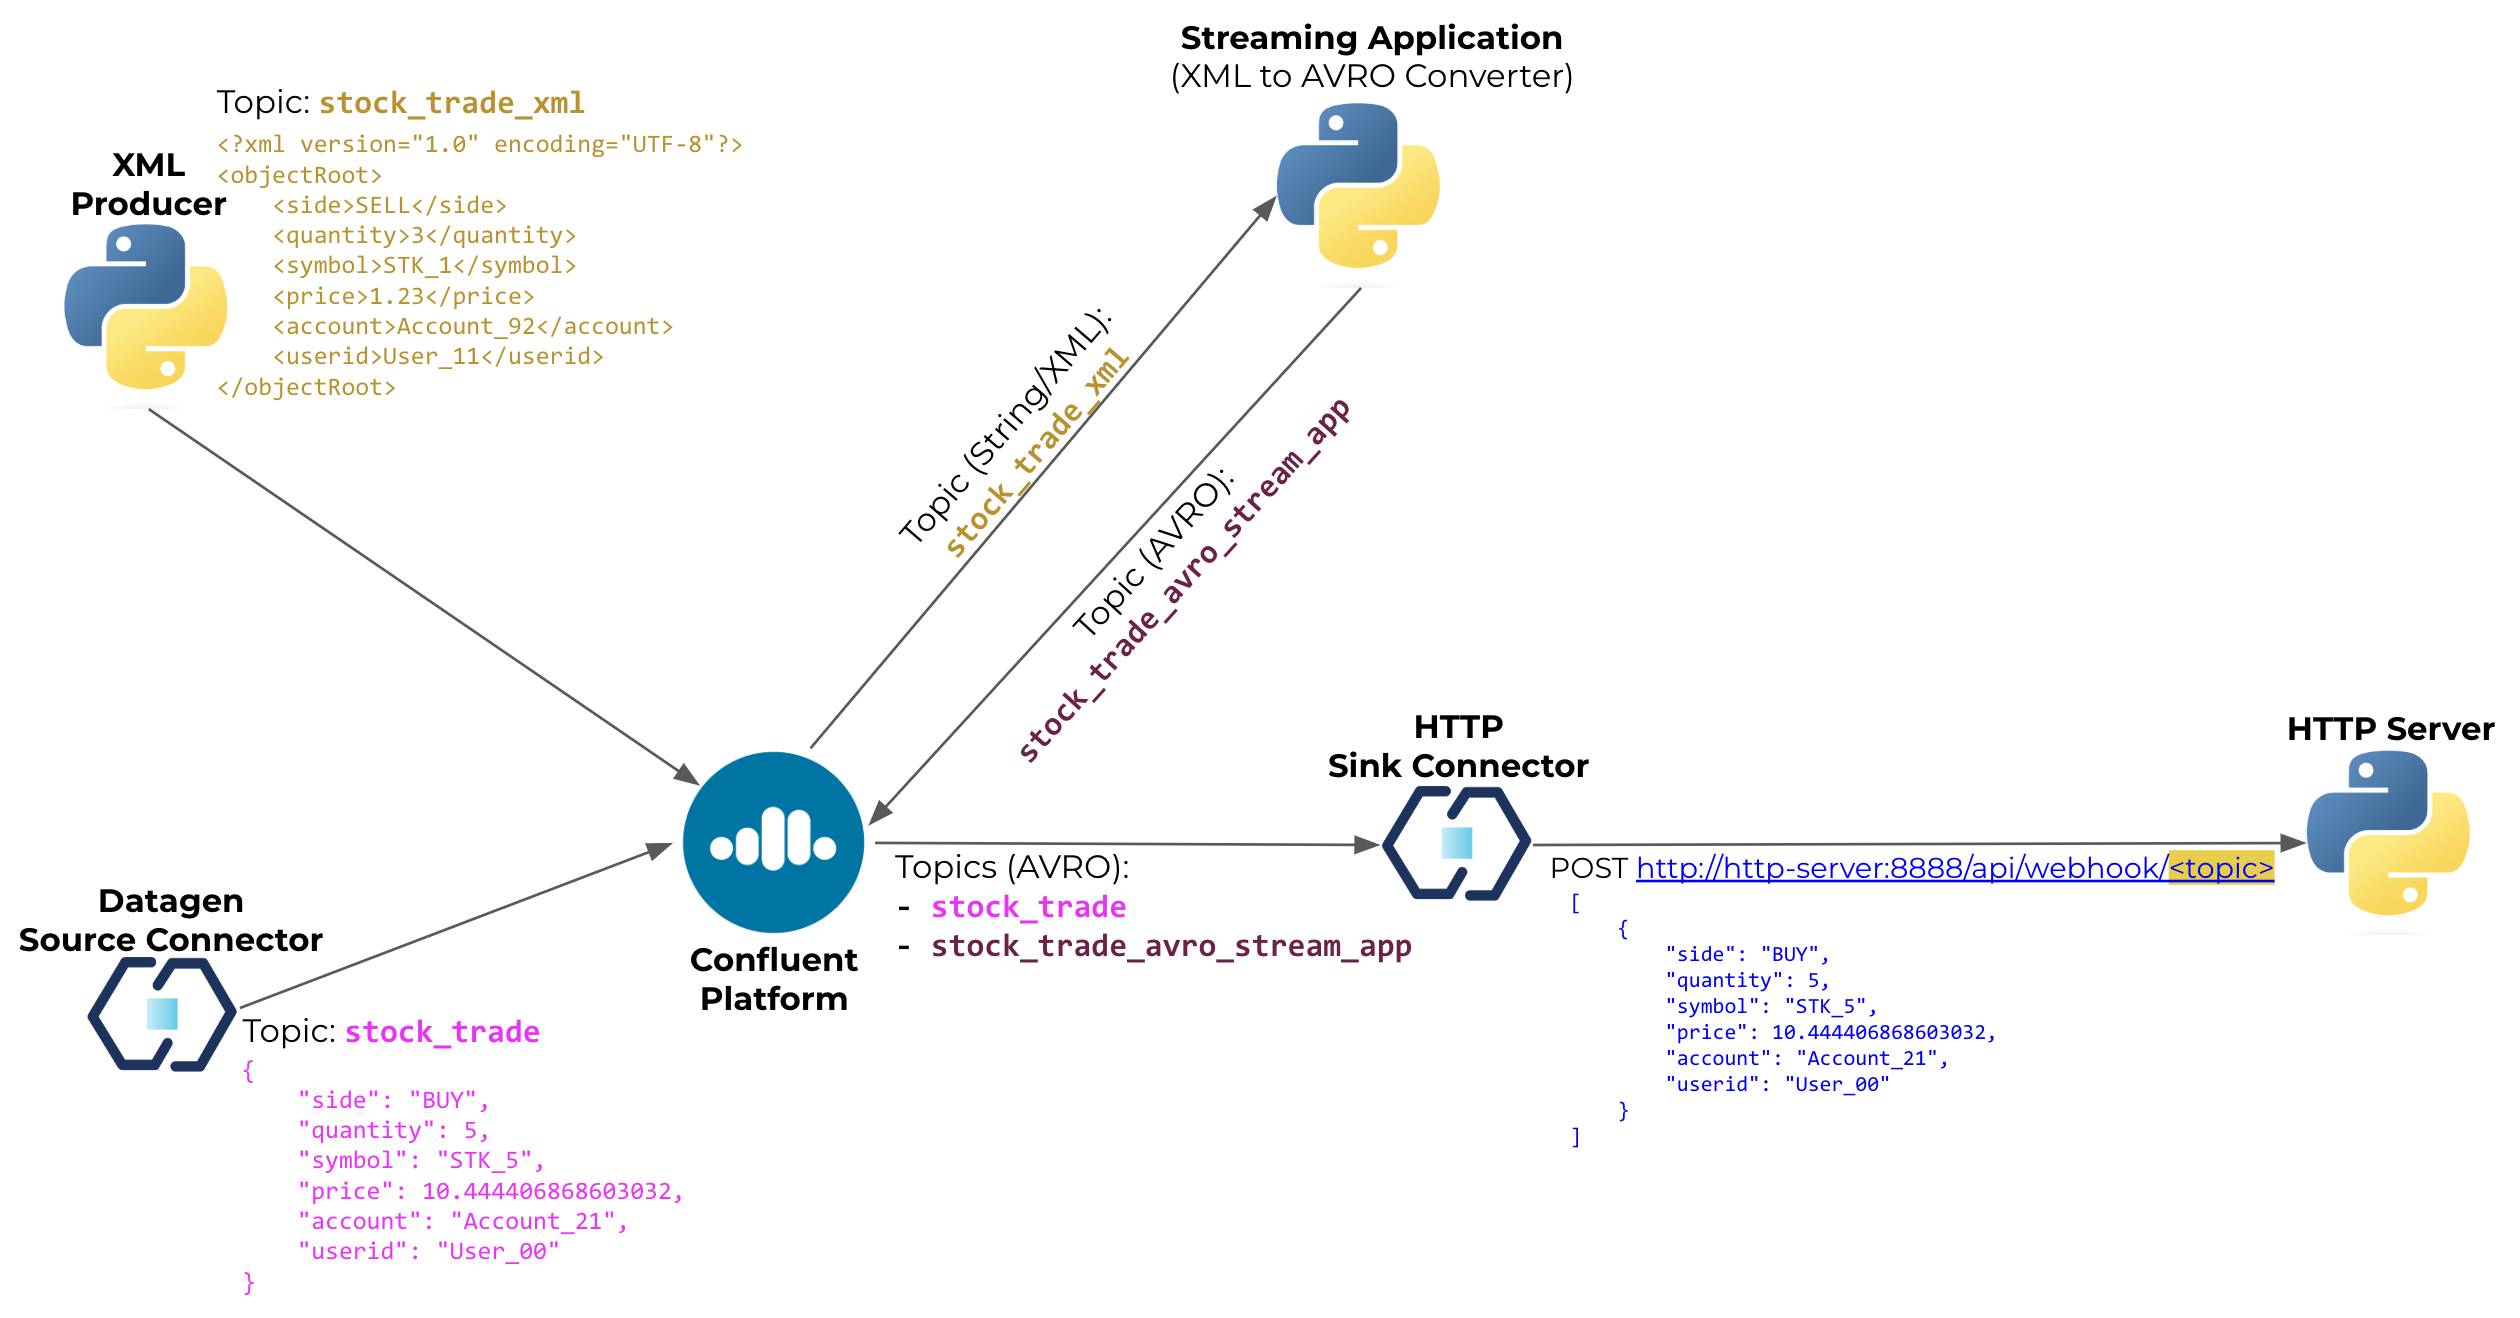 Streaming Application
(XML to AVRO Converter)
Topic: stock_trade_xml
<?xml version="1.0" encoding="UTF-8"?>
<objectRoot>
    <side>SELL</side>
    <quantity>3</quantity>
    <symbol>STK_1</symbol>
    <price>1.23</price>
    <account>Account_92</account>
    <userid>User_11</userid>
</objectRoot>
XML
Producer
Topic (String/XML):
stock_trade_xml
Topic (AVRO):
stock_trade_avro_stream_app
HTTP
Sink Connector
HTTP Server
Topics (AVRO):
- stock_trade
- stock_trade_avro_stream_app
POST http://http-server:8888/api/webhook/<topic>
[
    {
        "side": "BUY",
        "quantity": 5,
        "symbol": "STK_5",
        "price": 10.444406868603032,
        "account": "Account_21",
        "userid": "User_00"
    }
]
Confluent
Platform
Datagen
Source Connector
Topic: stock_trade
{
    "side": "BUY",
    "quantity": 5,
    "symbol": "STK_5",
    "price": 10.444406868603032,
    "account": "Account_21",
    "userid": "User_00"
}